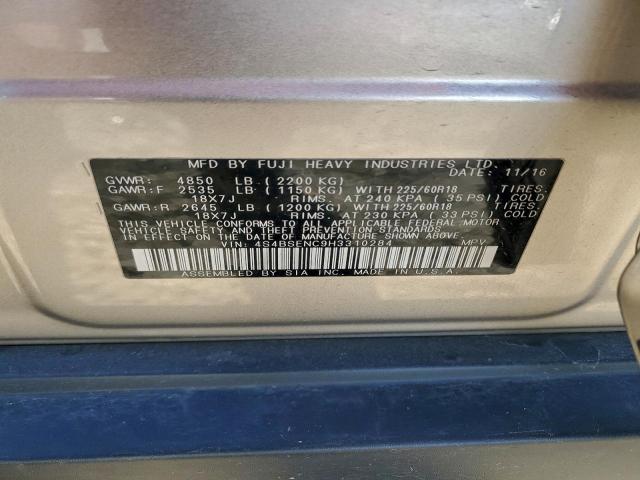 MFD BY FUJI HEAVY INDUSTRIES LTD.
DATE: 11/16
GVWR: 4850 LB (2200 KG)
GAWR:F 2535 LB (1150 KG) WITH 225/60R18 TIRES.
18X7J RIMS. AT 240 KPA (35 PSI) COLD
GAWR:R 2645 LB (1200 KG) WITH 225/60R18 TIRES.
18X7J RIMS. AT 230 KPA (33 PSI) COLD
THIS VEHICLE CONFORMS TO ALL APPLICABLE FEDERAL MOTOR
VEHICLE SAFETY AND THEFT PREVENTION STANDARDS
IN EFFECT ON THE DATE OF MANUFACTURE SHOWN ABOVE.
VIN: 4S4BSENC9H3310284 MPV
ASSEMBLED BY SIA INC. MADE IN U.S.A.